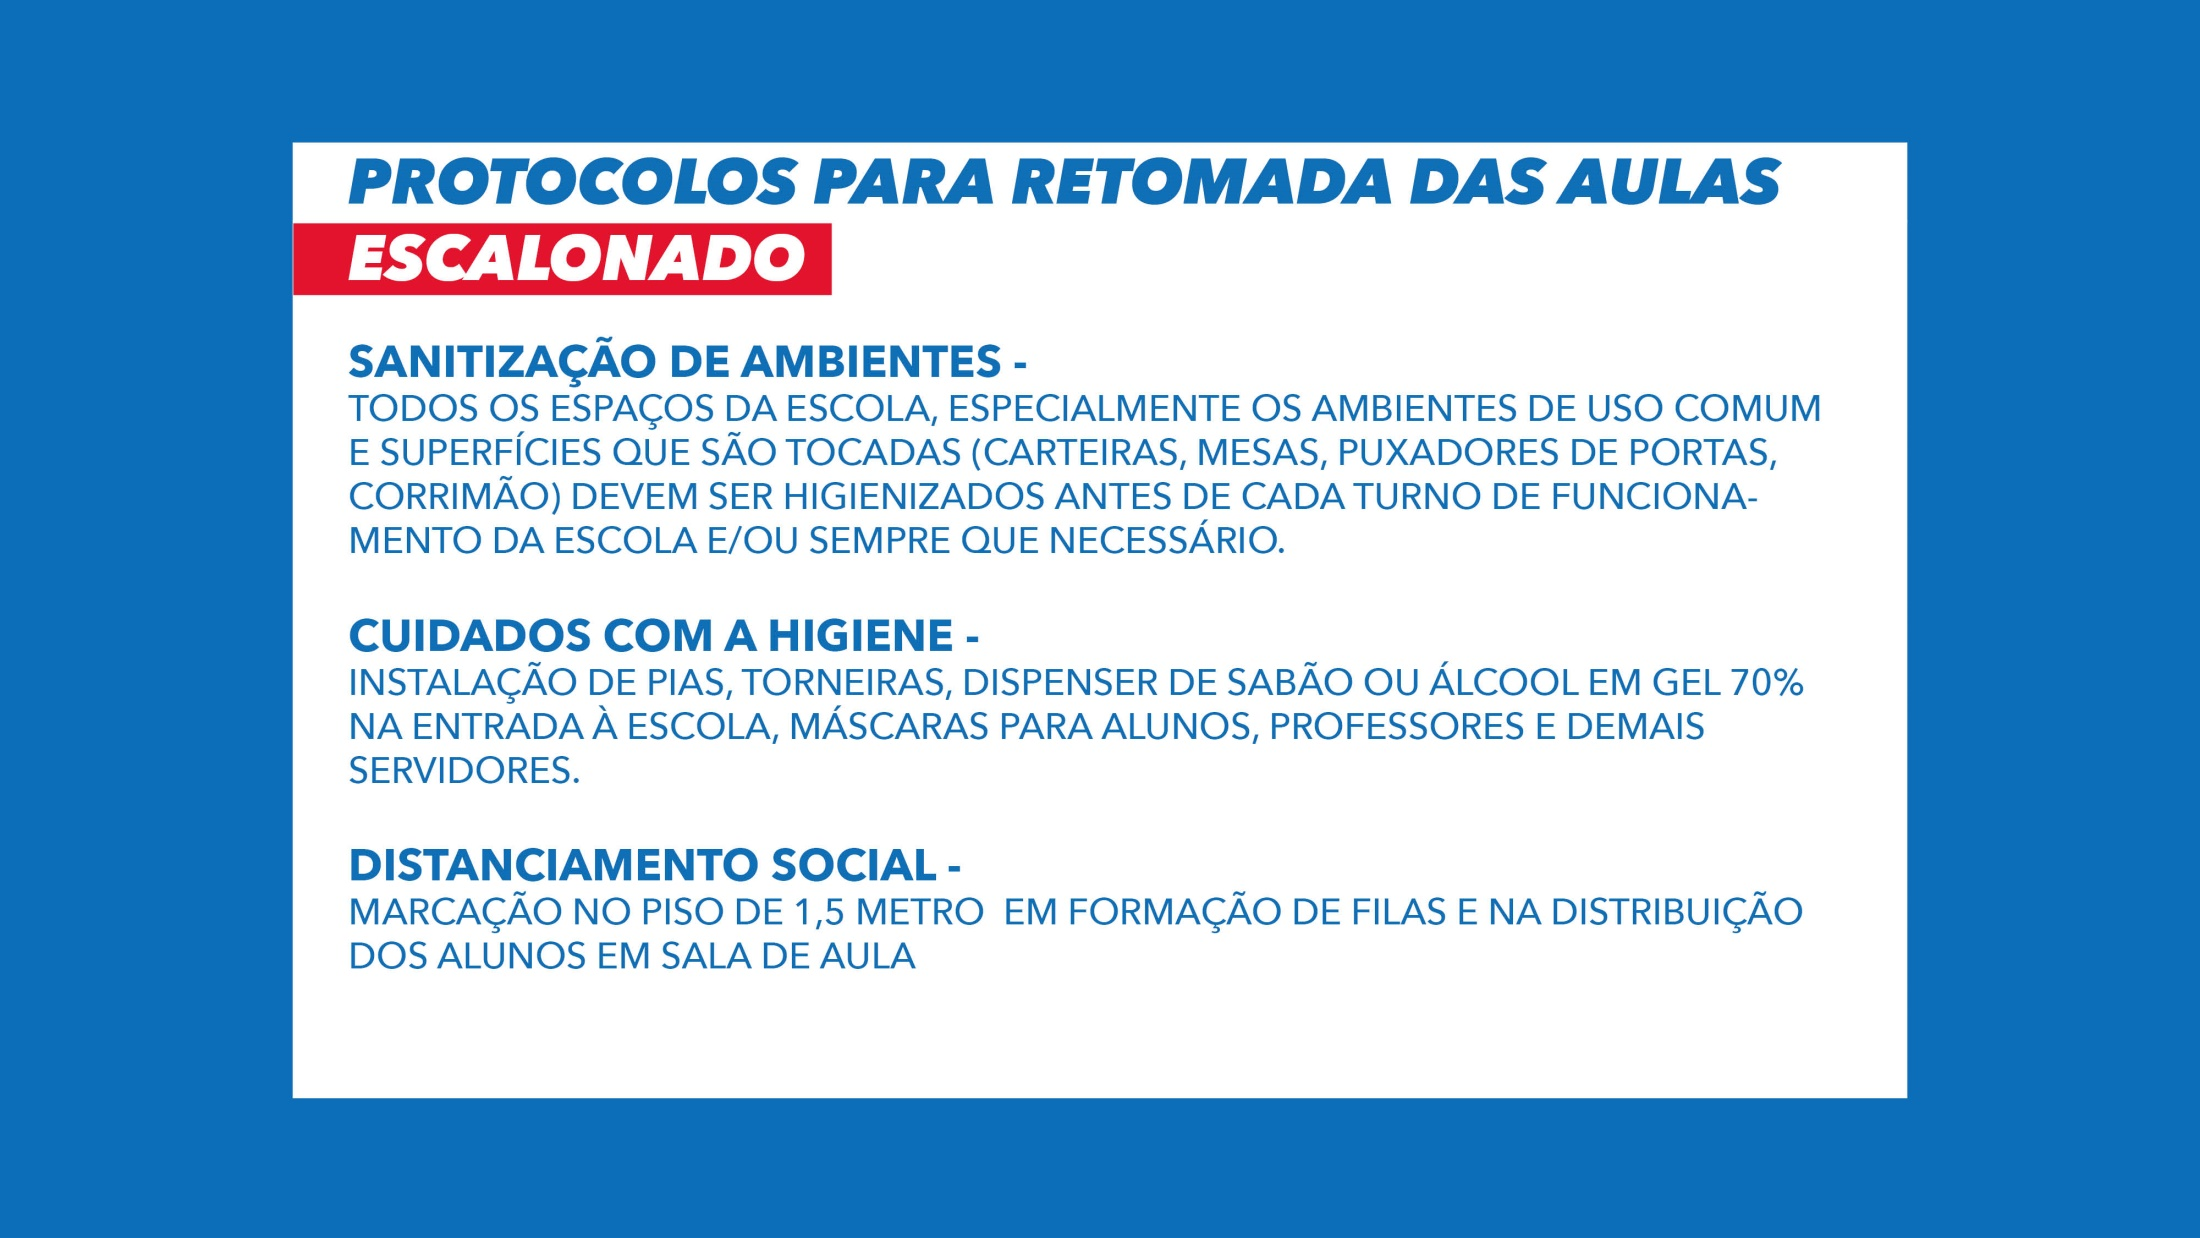 PROTOCOLOS PARA RETOMADA DAS AULAS
ESCALONADO
SANITIZAÇÃO DE AMBIENTES -
TODOS OS ESPAÇOS DA ESCOLA, ESPECIALMENTE OS AMBIENTES DE USO COMUM
E SUPERFÍCIES QUE SÃO TOCADAS (CARTEIRAS, MESAS, PUXADORES DE PORTAS,
CORRIMÃO) DEVEM SER HIGIENIZADOS ANTES DE CADA TURNO DE FUNCIONA-
MENTO DA ESCOLA E/OU SEMPRE QUE NECESSÁRIO.
CUIDADOS COM A HIGIENE -
INSTALAÇÃO DE PIAS, TORNEIRAS, DISPENSER DE SABÃO OU ÁLCOOL EM GEL 70%
NA ENTRADA À ESCOLA, MÁSCARAS PARA ALUNOS, PROFESSORES E DEMAIS
SERVIDORES.
DISTANCIAMENTO SOCIAL -
MARCAÇÃO NO PISO DE 1,5 METRO  EM FORMAÇÃO DE FILAS E NA DISTRIBUIÇÃO
DOS ALUNOS EM SALA DE AULA